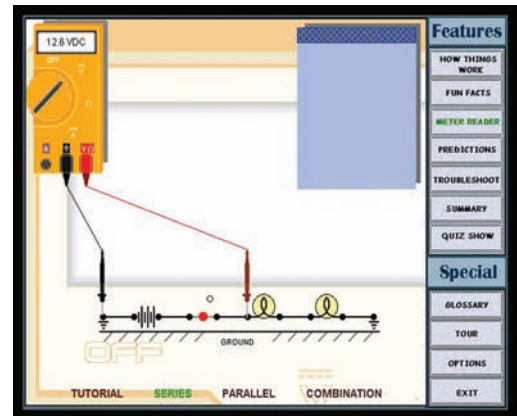 12.6 VDC
OFF
V
Ω
A
A
VΩ
GROUND
OFF
V
TUTORIAL
SERIES
PARALLEL
COMBINATION
Features
HOW THINGS
WORK
FUN FACTS
METER READER
PREDICTIONS
TROUBLESHOOT
SUMMARY
QUIZ SHOW
Special
GLOSSARY
TOUR
OPTIONS
EXIT